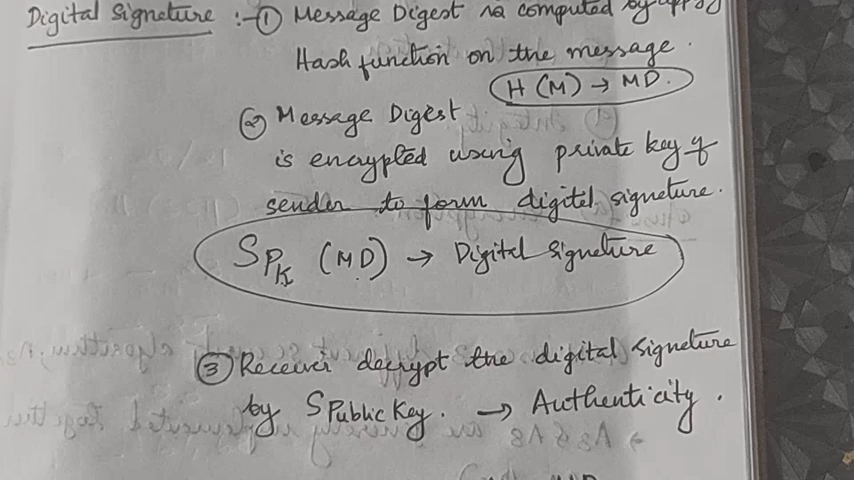 Digital Signature :- ① Message Digest is computed by
Hash function on the message.
H (M) → MD.
② Message Digest
is encrypted using private key of
sender to form digital signature.
SPK (MD) → Digital Signature
③ Receiver decrypt the digital signature
by SPublic Key. → Authenticity.